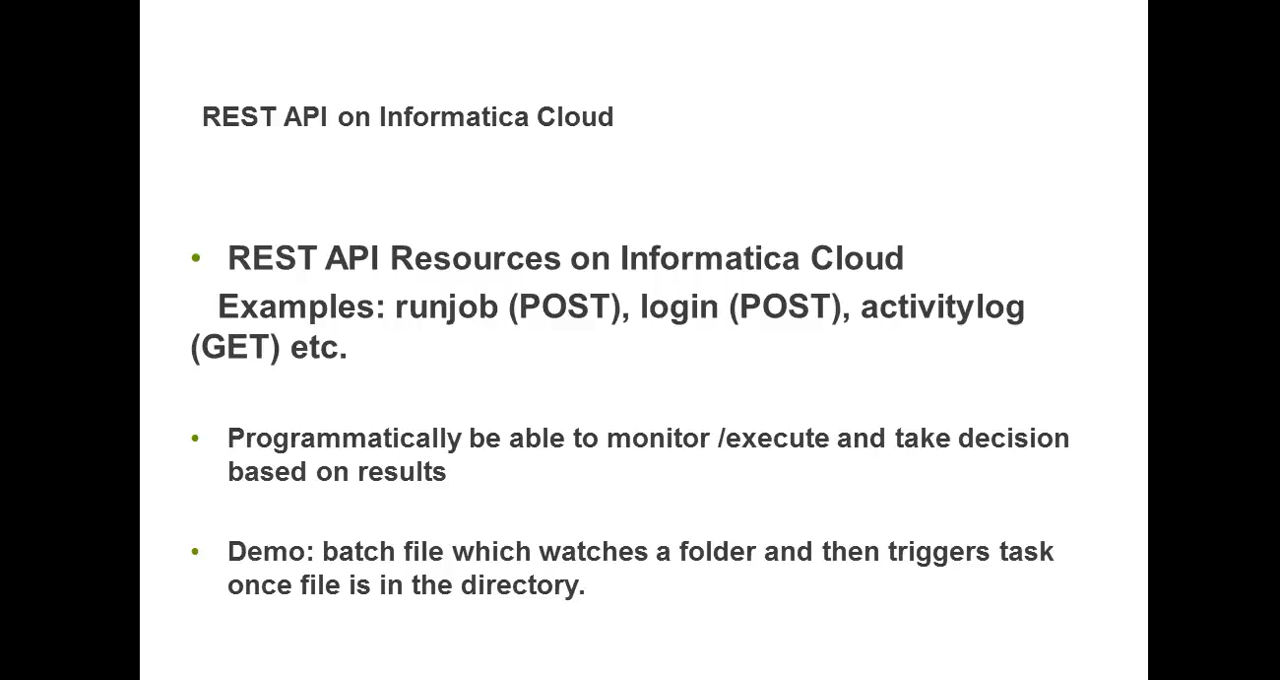 REST API on Informatica Cloud
• REST API Resources on Informatica Cloud
Examples: runjob (POST), login (POST), activitylog
(GET) etc.
• Programmatically be able to monitor /execute and take decision
based on results
• Demo: batch file which watches a folder and then triggers task
once file is in the directory.